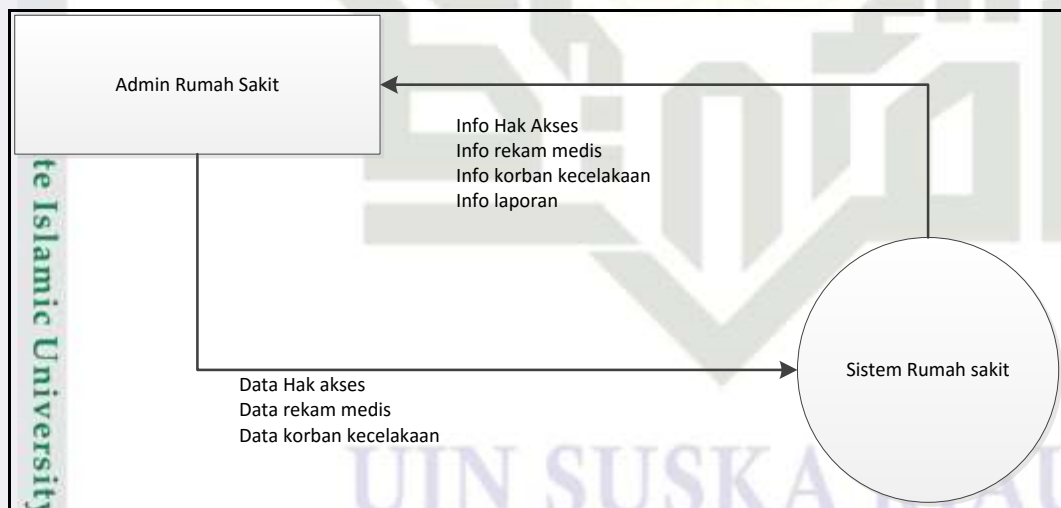 Admin Rumah Sakit
Info Hak Akses
Info rekam medis
Info korban kecelakaan
Info laporan
Sistem Rumah sakit
Data Hak akses
Data rekam medis
Data korban kecelakaan
Islamic University
UIN SUSKA